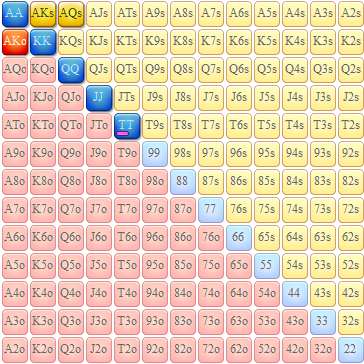 AA AKs AQs AJs ATs A9s A8s A7s A6s A5s A4s A3s A2s
AKo KK KQs KJs KTs K9s K8s K7s K6s K5s K4s K3s K2s
AQo KQo QQ QJs QTs Q9s Q8s Q7s Q6s Q5s Q4s Q3s Q2s
AJo KJo QJo JJ JTs J9s J8s J7s J6s J5s J4s J3s J2s
ATo KTo QTo JTo TT T9s T8s T7s T6s T5s T4s T3s T2s
A9o K9o Q9o J9o T9o 99 98s 97s 96s 95s 94s 93s 92s
A8o K8o Q8o J8o T8o 98o 88 87s 86s 85s 84s 83s 82s
A7o K7o Q7o J7o T7o 97o 87o 77 76s 75s 74s 73s 72s
A6o K6o Q6o J6o T6o 96o 86o 76o 66 65s 64s 63s 62s
A5o K5o Q5o J5o T5o 95o 85o 75o 65o 55 54s 53s 52s
A4o K4o Q4o J4o T4o 94o 84o 74o 64o 54o 44 43s 42s
A3o K3o Q3o J3o T3o 93o 83o 73o 63o 53o 43o 33 32s
A2o K2o Q2o J2o T2o 92o 82o 72o 62o 52o 42o 32o 22